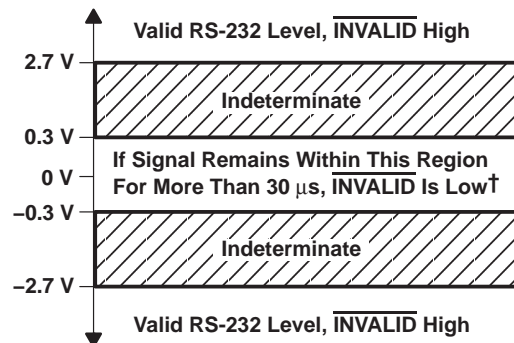 Valid RS-232 Level, INVALID High
2.7 V
Indeterminate
0.3 V
If Signal Remains Within This Region
0 V
For More Than 30 μs, INVALID Is Low†
−0.3 V
Indeterminate
−2.7 V
Valid RS-232 Level, INVALID High